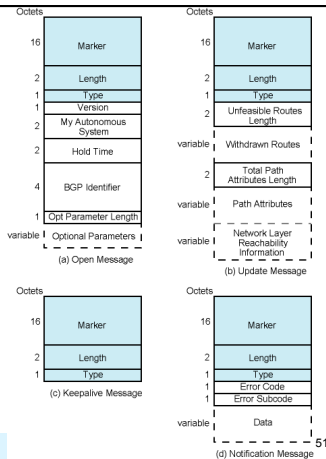 Octets
16 Marker
2 Length
1 Type
1 Version
2 My Autonomous
System
2 Hold Time
4 BGP Identifier
1 Opt Parameter Length
variable Optional Parameters
(a) Open Message
Octets
16 Marker
2 Length
1 Type
2 Unfeasible Routes
Length
variable Withdrawn Routes
2 Total Path
Attributes Length
variable Path Attributes
variable Network Layer
Reachability
Information
(b) Update Message
Octets
16 Marker
2 Length
1 Type
(c) Keepalive Message
Octets
16 Marker
2 Length
1 Type
1 Error Code
1 Error Subcode
variable Data
(d) Notification Message
51